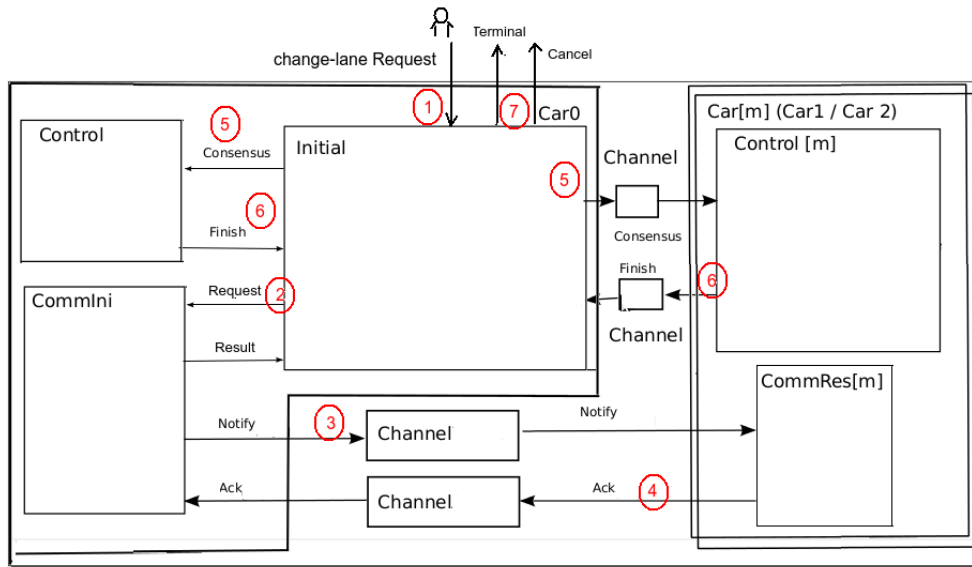 Terminal
change-lane Request
Cancel
1
7
Car0
Car[m] (Car1 / Car 2)
Control
5
Consensus
Initial
Channel
Control [m]
5
6
Finish
Consensus
Finish
6
CommIni
Request
2
Channel
Result
CommRes[m]
Notify
3
Channel
Notify
Ack
Channel
Ack
4